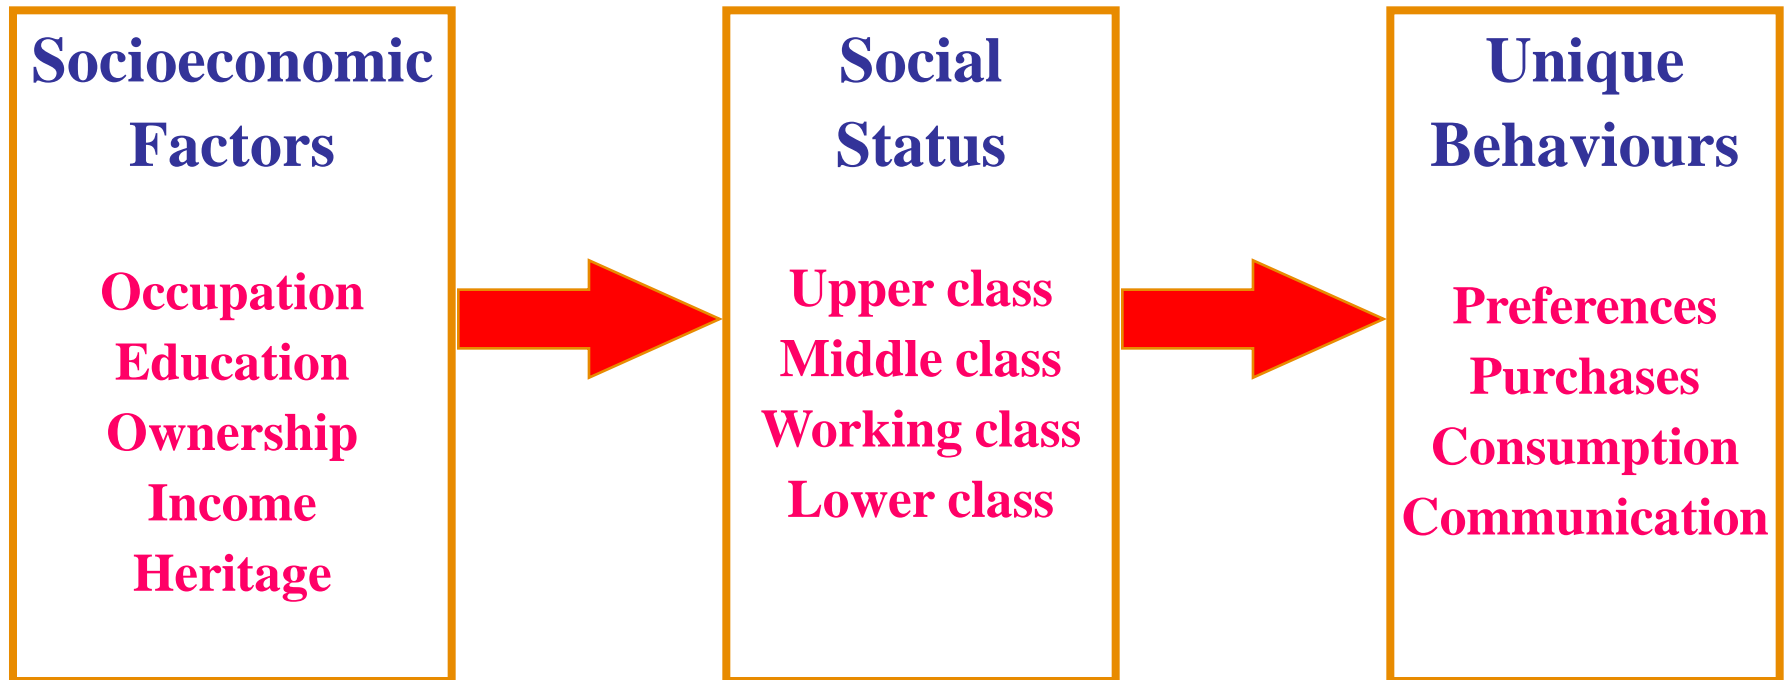 Socioeconomic
Factors
Occupation
Education
Ownership
Income
Heritage
Social
Status
Upper class
Middle class
Working class
Lower class
Unique
Behaviours
Preferences
Purchases
Consumption
Communication